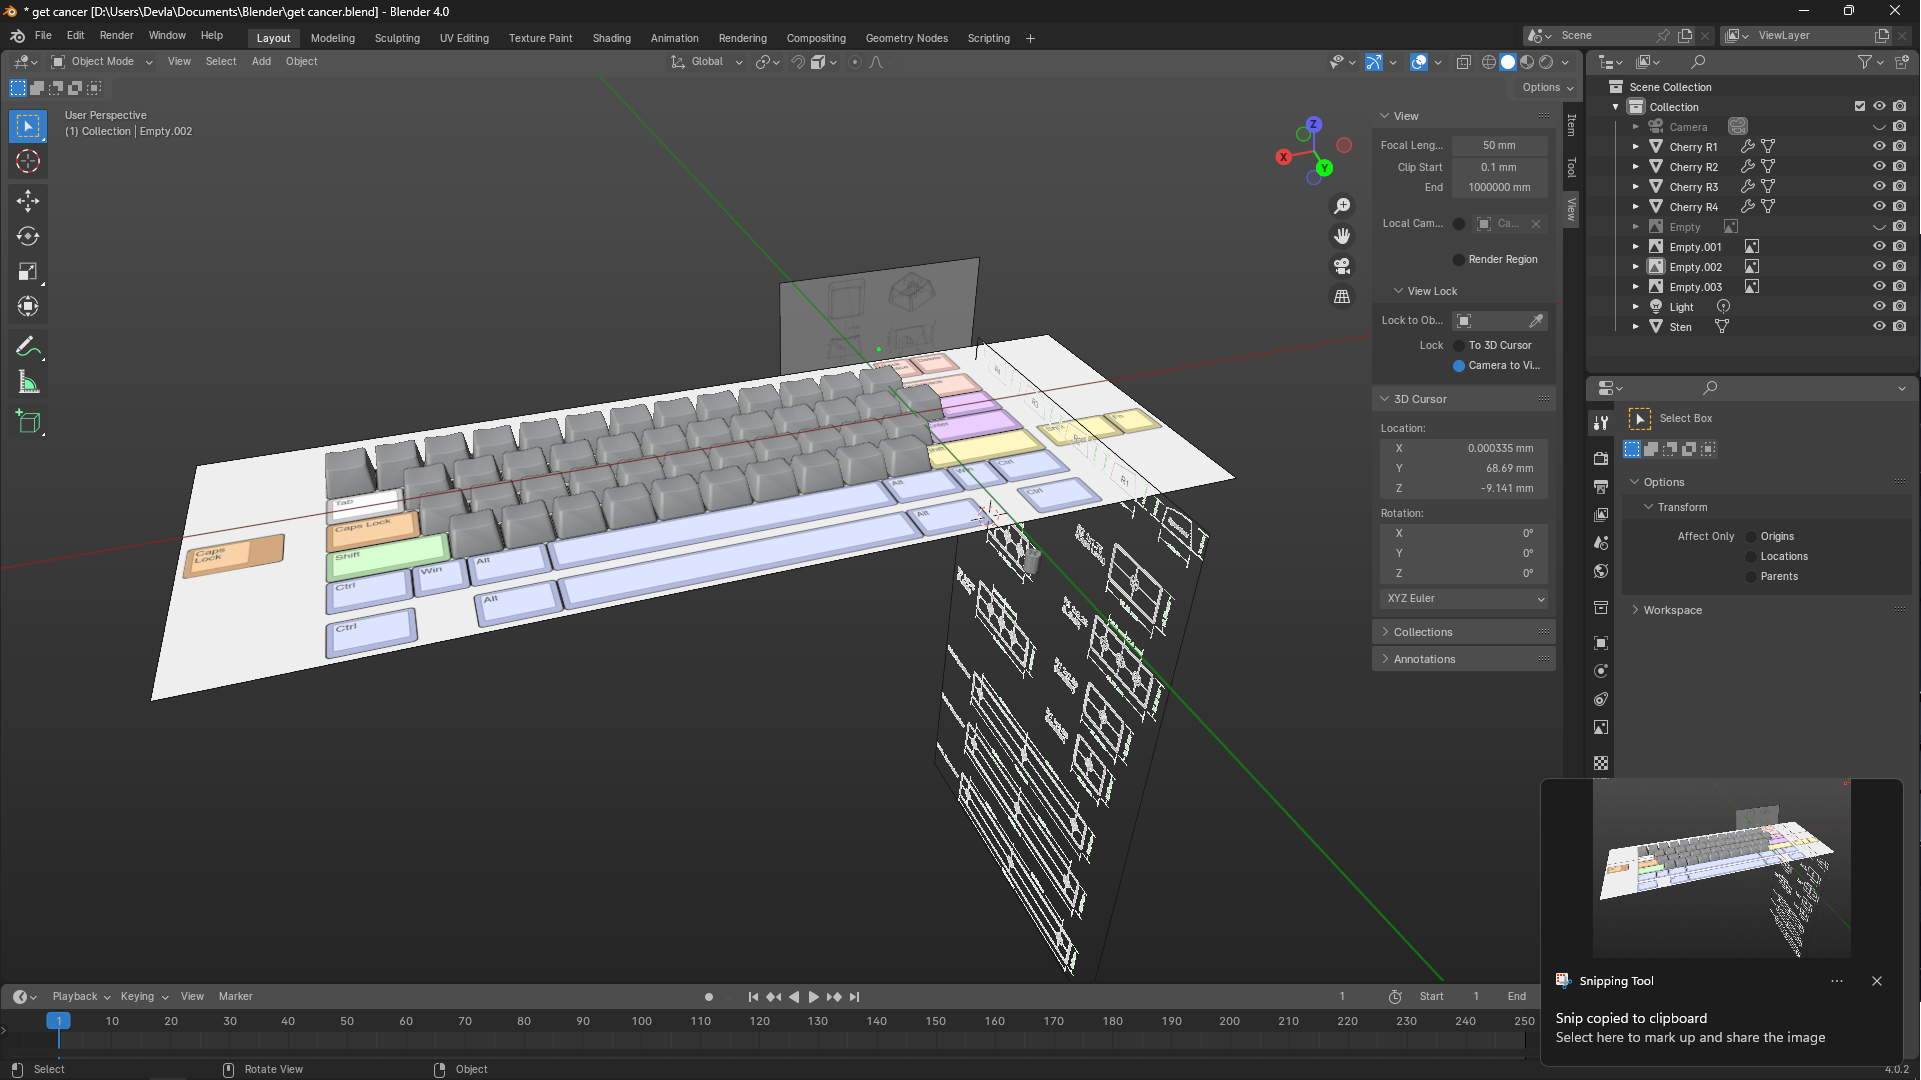 * get cancer [D:\Users\Devla\Documents\Blender\get cancer.blend] - Blender 4.0
File Edit Render Window Help Layout Modeling Sculpting UV Editing Texture Paint Shading Animation Rendering Compositing Geometry Nodes Scripting + Scene ViewLayer
Object Mode View Select Add Object Global
Options
User Perspective
(1) Collection | Empty.002
Z
X
Y
View
Focal Leng... 50 mm
Clip Start 0.1 mm
End 1000000 mm
Local Cam... Ca...
Render Region
View Lock
Lock to Ob...
Lock To 3D Cursor
Camera to Vi...
3D Cursor
Location:
X 0.000335 mm
Y 68.69 mm
Z -9.141 mm
Rotation:
X 0°
Y 0°
Z 0°
XYZ Euler
Collections
Annotations
Item
Tool
View
Scene Collection
Collection
Camera
Cherry R1
Cherry R2
Cherry R3
Cherry R4
Empty
Empty.001
Empty.002
Empty.003
Light
Sten
Select Box
Options
Transform
Affect Only Origins
Locations
Parents
Workspace
Tab
Caps Lock
Caps
Lock
Shift
Ctrl
Win
Alt
Alt
Win
Ctrl
Ctrl
Alt
Alt
Ctrl
Fn
R3
R1
Playback Keying View Marker 1 Start 1 End
1 10 20 30 40 50 60 70 80 90 100 110 120 130 140 150 160 170 180 190 200 210 220 230 240 250
Select Rotate View Object
Snipping Tool
Snip copied to clipboard
Select here to mark up and share the image
4.0.2